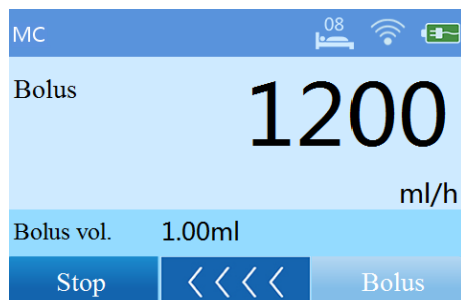 MC 08
Bolus 1200
ml/h
Bolus vol. 1.00ml
Stop Bolus